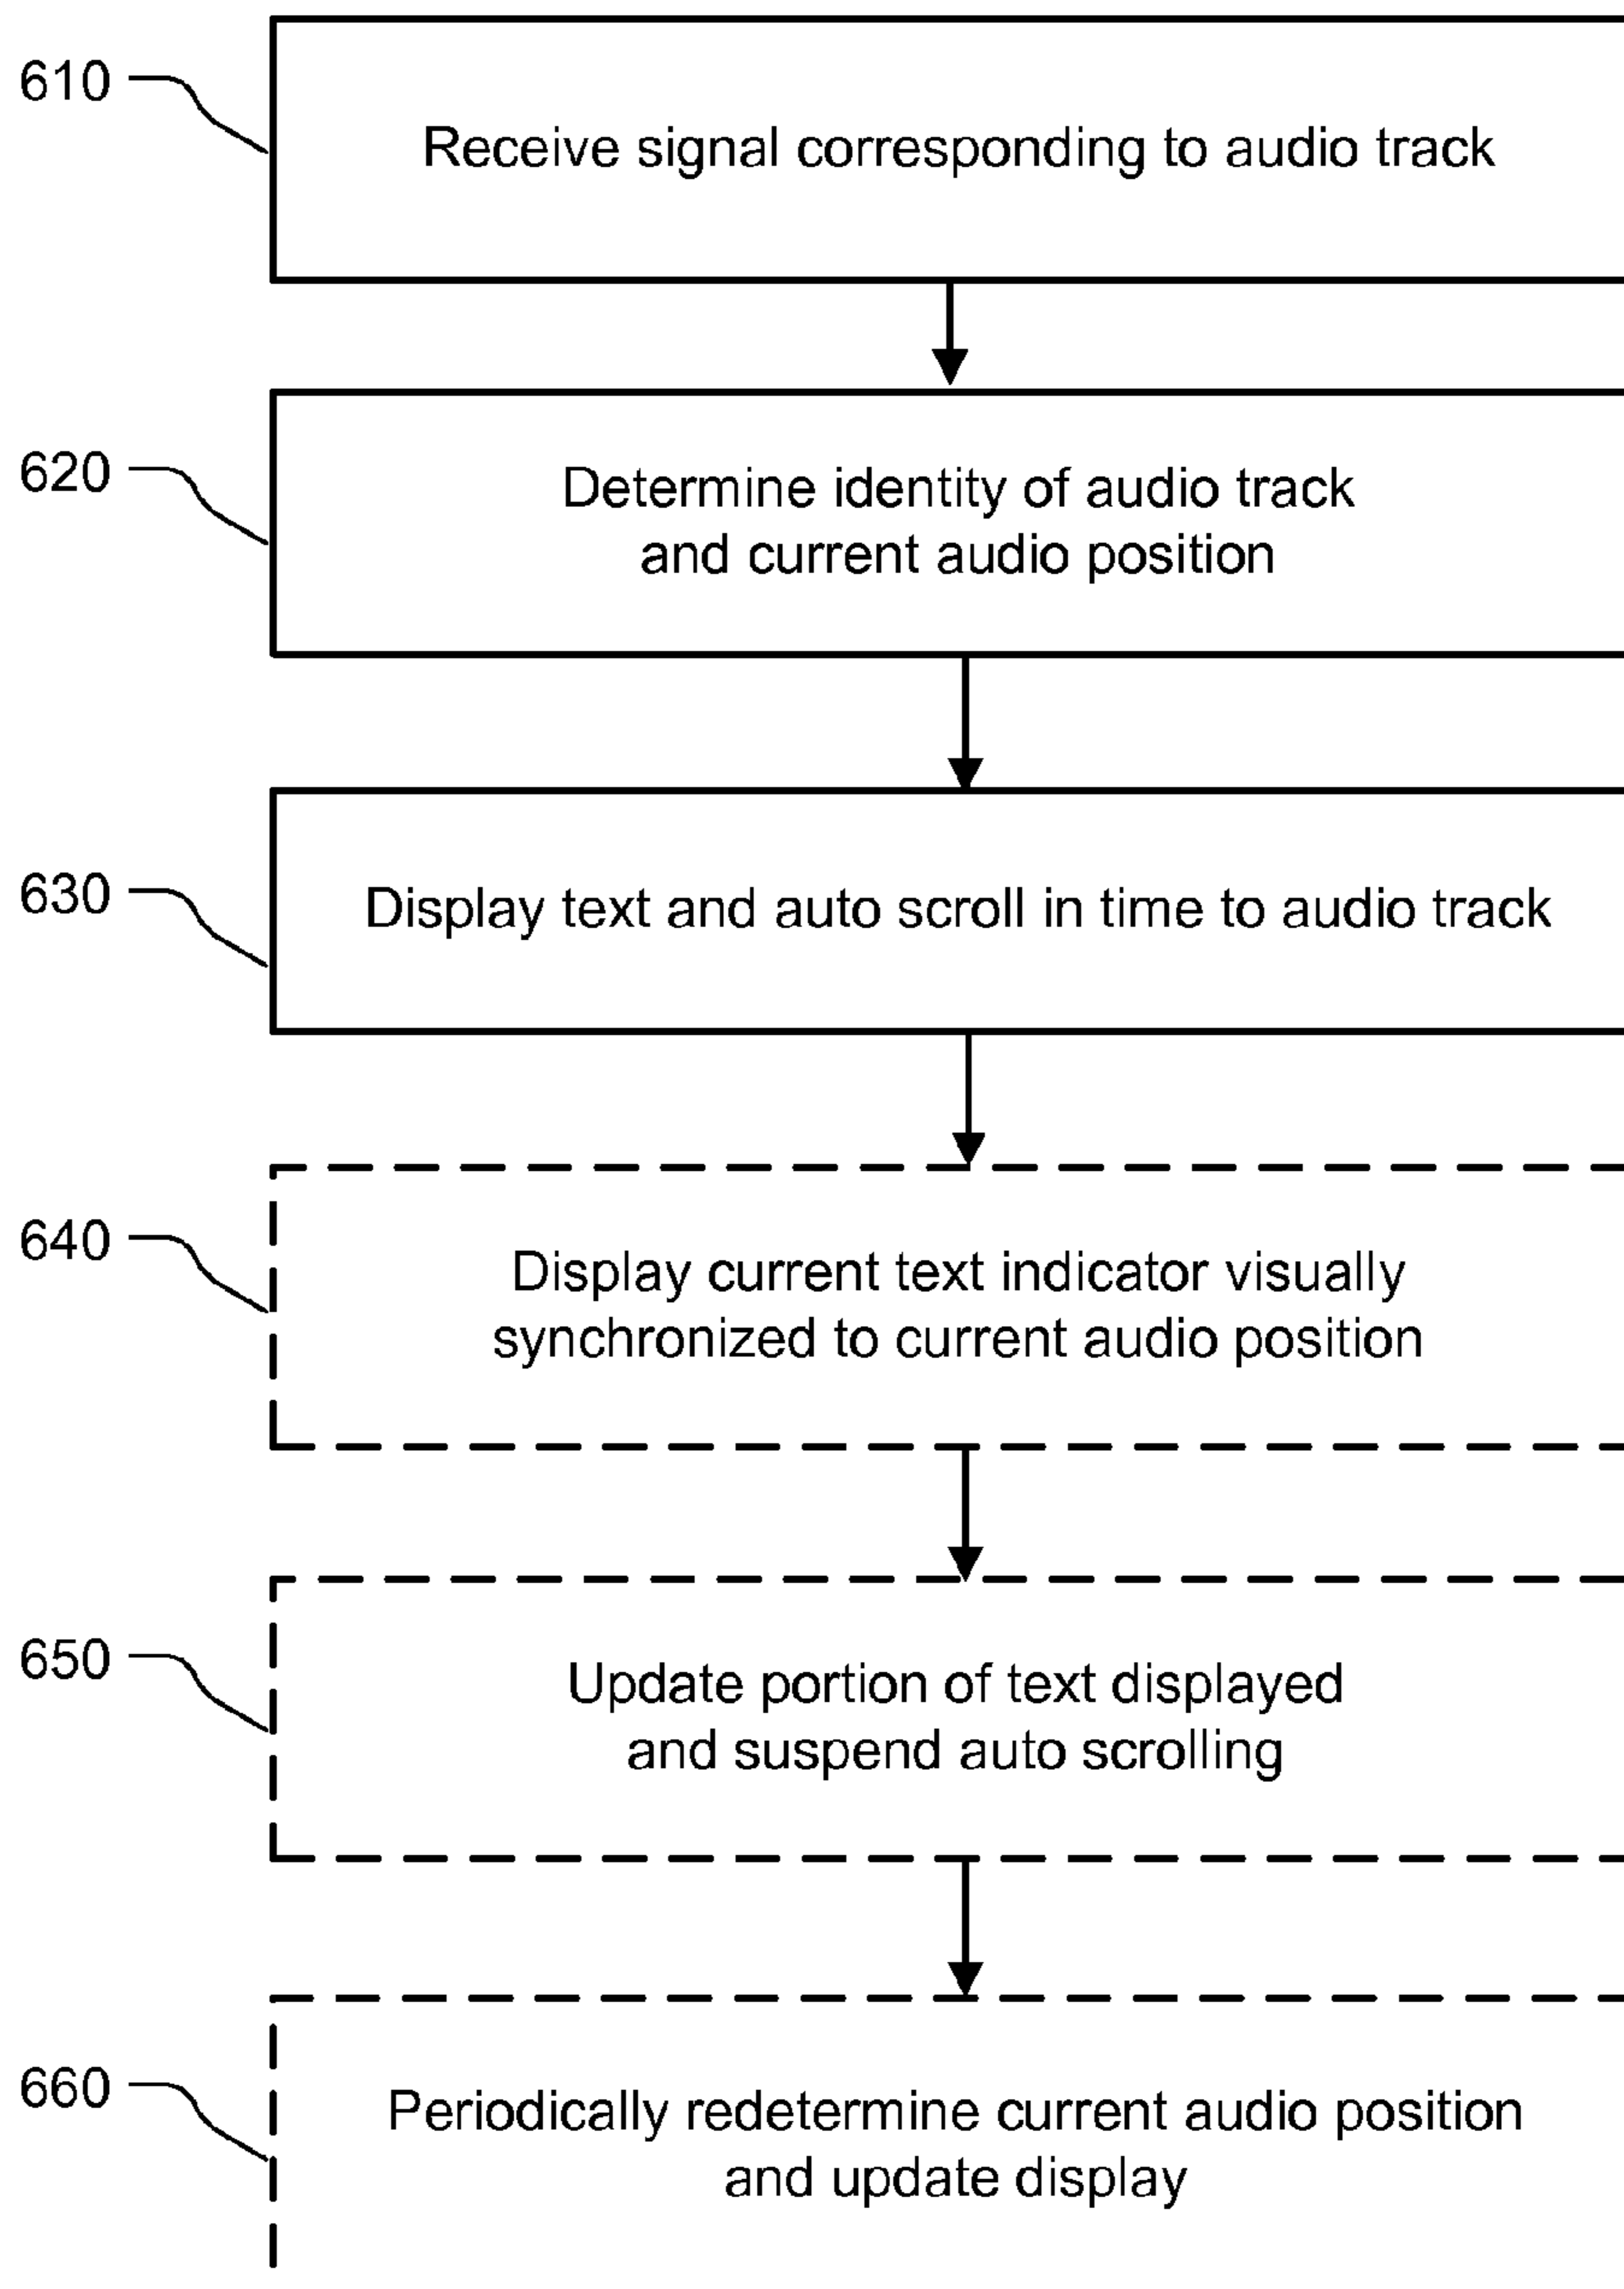 610
Receive signal corresponding to audio track
620
Determine identity of audio track
and current audio position
630
Display text and auto scroll in time to audio track
640
Display current text indicator visually
synchronized to current audio position
650
Update portion of text displayed
and suspend auto scrolling
660
Periodically redetermine current audio position
and update display